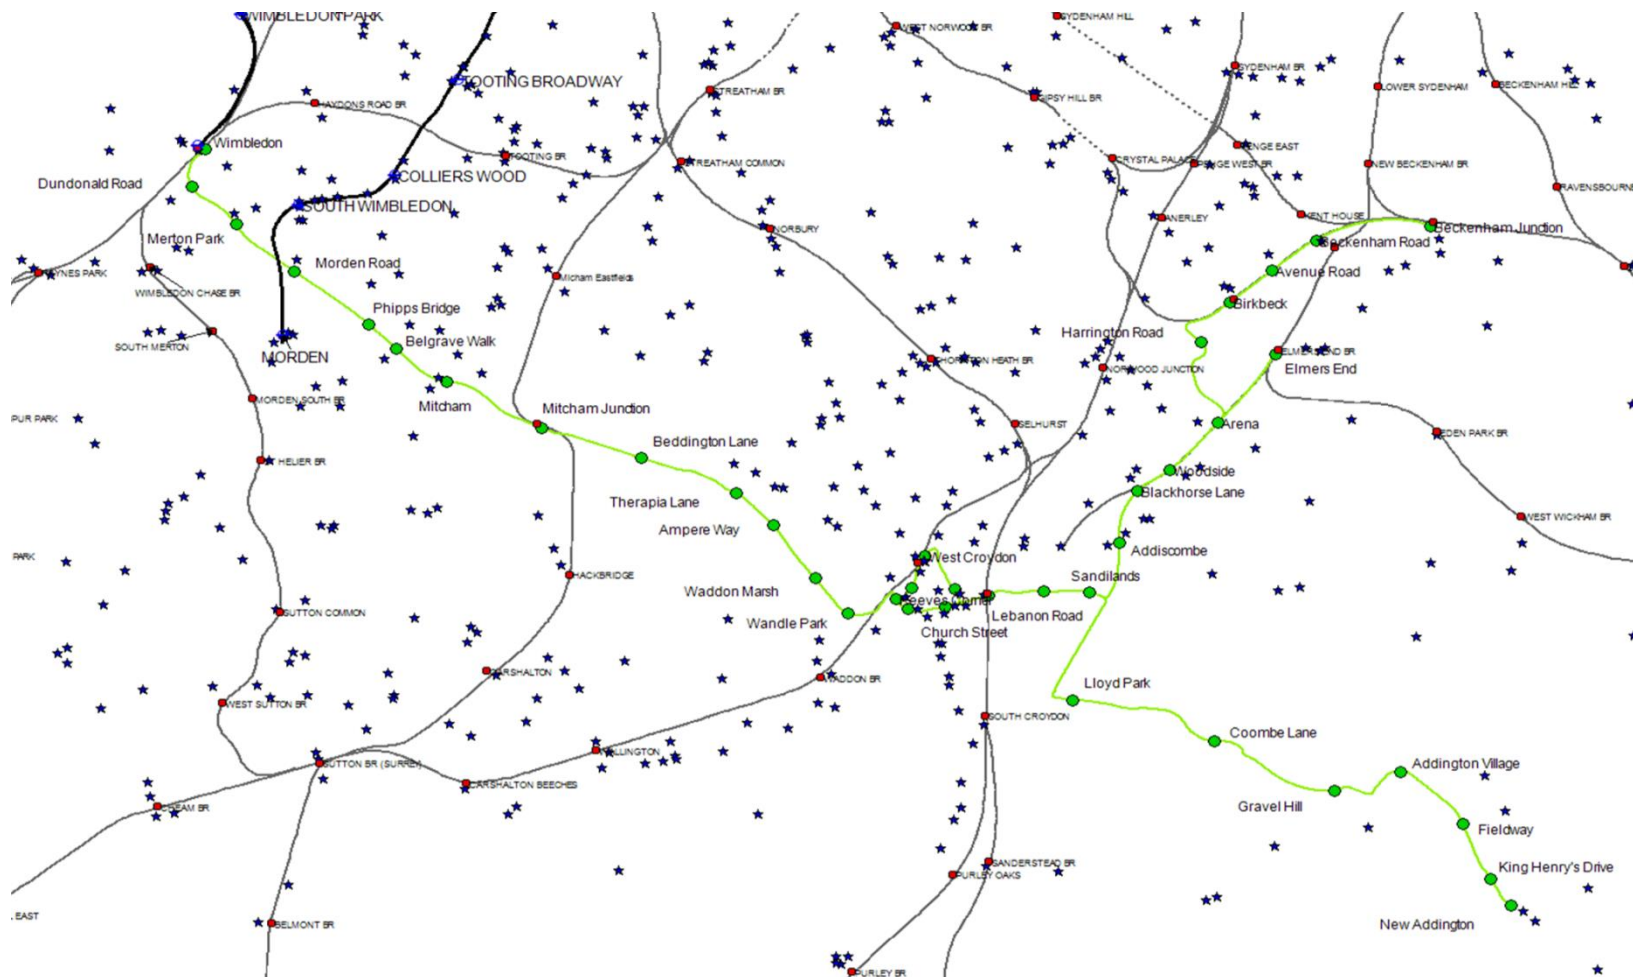 WIMBLEDON PARK
WEST NORWOOD BR
SYDENHAM HILL
TOOTING BROADWAY
SYDENHAM BR
STREATHAM BR
GIPSY HILL BR
LOWER SYDENHAM
BECKENHAM HILL
HAYDONS ROAD BR
Wimbledon
TOOTING BR
STREATHAM COMMON
CRYSTAL PALACE
PENGE EAST
PENGE WEST BR
NEW BECKENHAM BR
Dundonald Road
COLLIERS WOOD
RAVENSBOURNE
SOUTH WIMBLEDON
ANERLEY
KENT HOUSE
Merton Park
NORBURY
Beckenham Junction
Beckenham Road
Morden Road
RAYNES PARK
Micham Eastfields
Avenue Road
WIMBLEDON CHASE BR
Birkbeck
Phipps Bridge
Harrington Road
Belgrave Walk
SOUTH MERTON
MORDEN
THORNTON HEATH BR
ELMERS END BR
NORWOOD JUNCTION
Elmers End
MORDEN SOUTH BR
Mitcham
Mitcham Junction
PUR PARK
SELHURST
Arena
EDEN PARK BR
Beddington Lane
ST HELIER BR
Woodside
Therapia Lane
Blackhorse Lane
WEST WICKHAM BR
Ampere Way
Addiscombe
PARK
West Croydon
HACKBRIDGE
Sandilands
Waddon Marsh
Reeves Corner
SUTTON COMMON
Lebanon Road
Wandle Park
Church Street
CARSHALTON
WADDON BR
Lloyd Park
WEST SUTTON BR
SOUTH CROYDON
Coombe Lane
WALLINGTON
SUTTON BR (SURREY)
Addington Village
CARSHALTON BEECHES
CHEAM BR
Gravel Hill
Fieldway
SANDERSTEAD BR
King Henry's Drive
PURLEY OAKS
EAST
BELMONT BR
New Addington
PURLEY BR